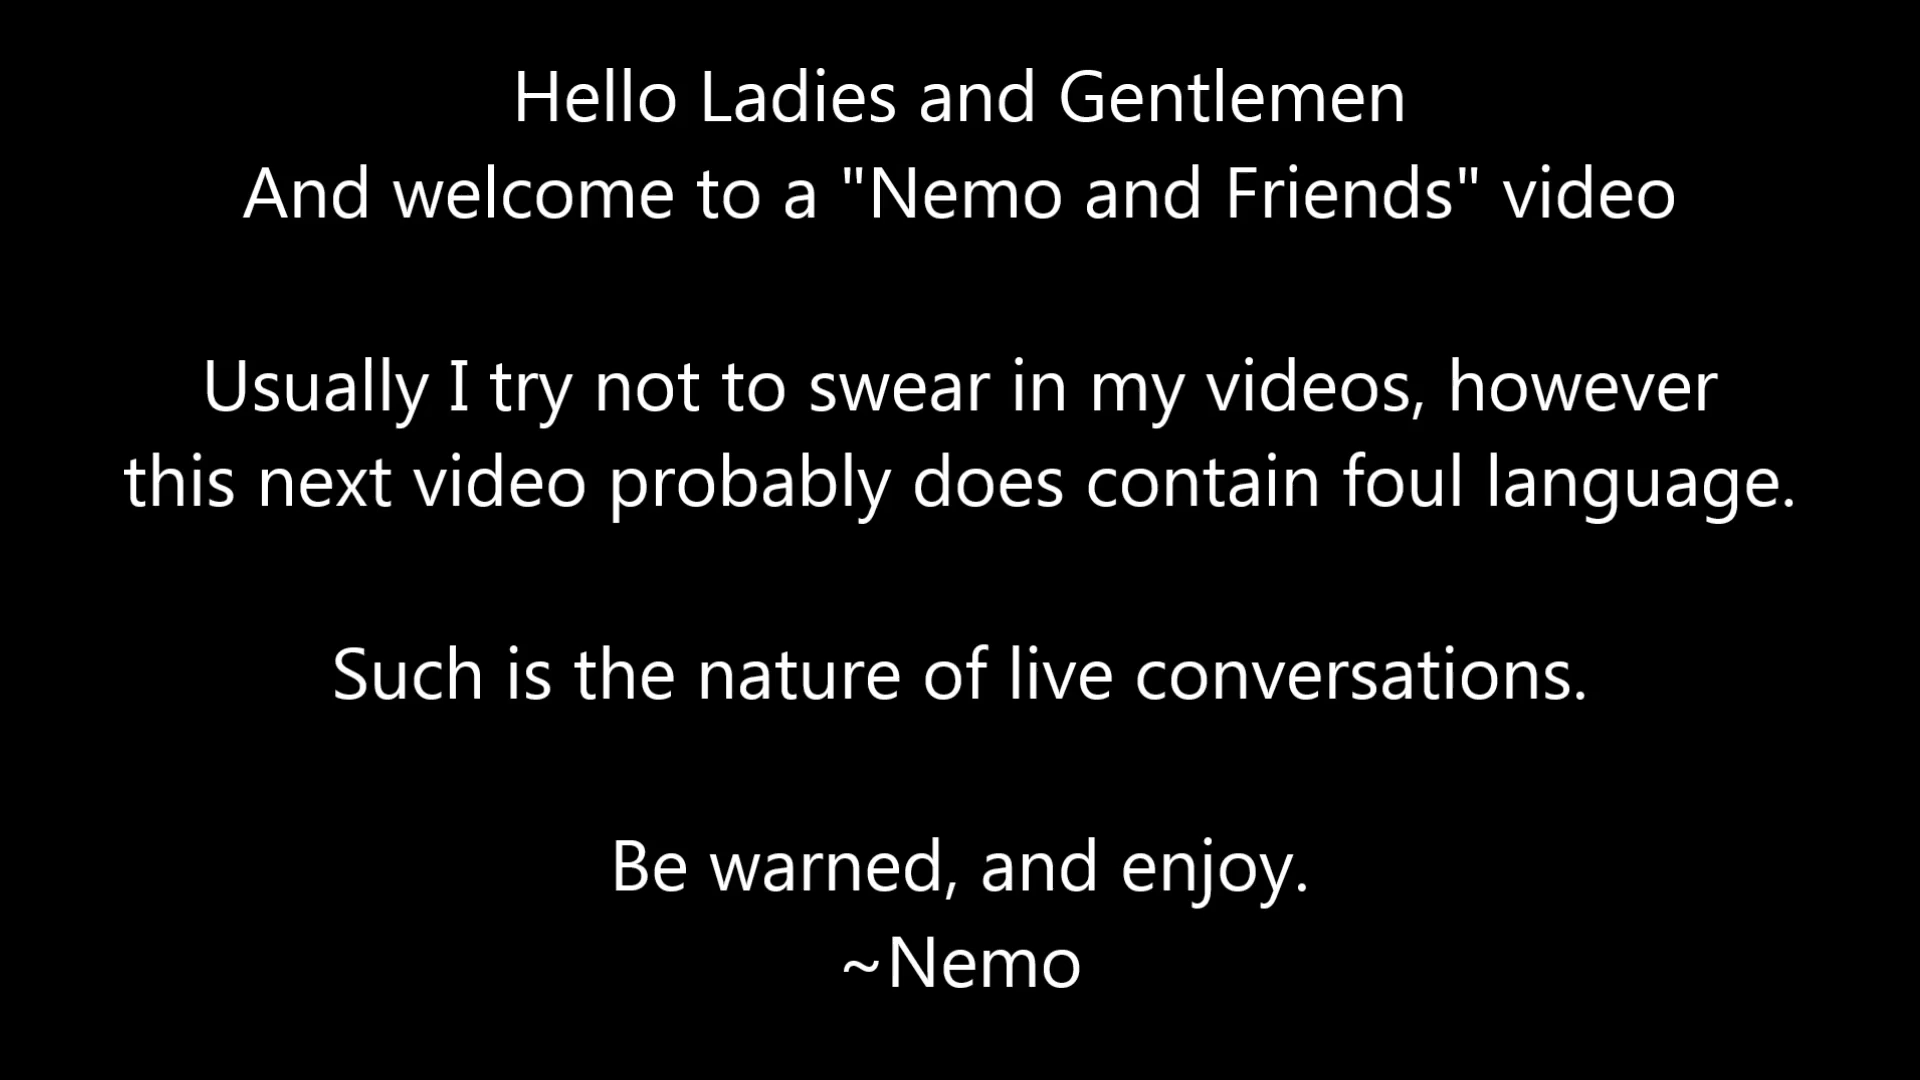 Hello Ladies and Gentlemen
And welcome to a "Nemo and Friends" video
Usually I try not to swear in my videos, however
this next video probably does contain foul language.
Such is the nature of live conversations.
Be warned, and enjoy.
~Nemo